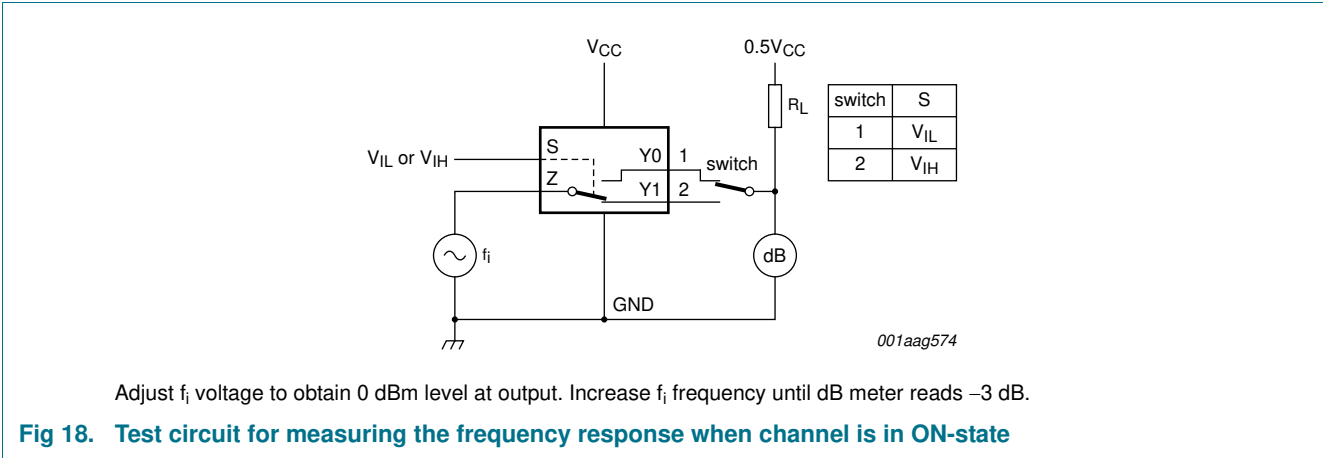 VCC
0.5VCC
RL
switch S
1 VIL
2 VIH
VIL or VIH
S
Z
Y0 1
Y1 2
switch
fi
dB
GND
001aag574
Adjust fi voltage to obtain 0 dBm level at output. Increase fi frequency until dB meter reads −3 dB.
Fig 18. Test circuit for measuring the frequency response when channel is in ON-state